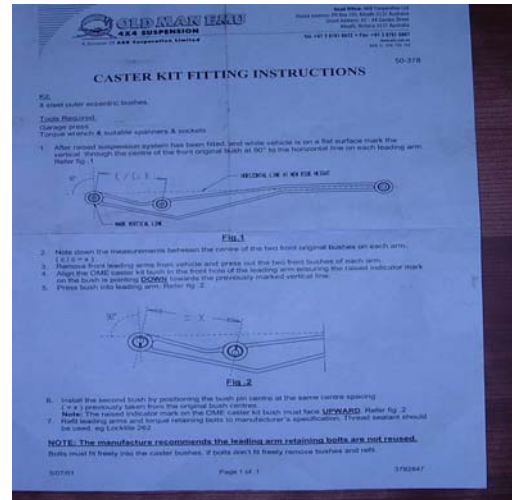 OLD MAN EMU
4X4 SUSPENSION
A Division Of ARB Corporation Limited
50-378
CASTER KIT FITTING INSTRUCTIONS
Kit:
8 steel outer eccentric bushes.
Tools Required:
Garage press
Torque wrench & suitable spanners & sockets
1. After raised suspension system has been fitted, and while vehicle is on a flat surface mark the
vertical through the centre of the front original bush at 90° to the horizontal line on each leading arm.
Refer fig .1
90°
HORIZONTAL LINE AT NEW RIDE HEIGHT
MARK VERTICAL LINE
Fig.1
2. Note down the measurements between the centre of the two front original bushes on each arm.
3. Remove front leading arms from vehicle and press out the two front bushes of each arm.
4. Align the OME caster kit bush in the front hole of the leading arm ensuring the raised indicator mark
on the bush is pointing DOWN towards the previously marked vertical line.
5. Press bush into leading arm. Refer fig .2
90°
= X
Fig .2
6. Install the second bush by positioning the bush pin centre at the same centre spacing
( = x ) previously taken from the original bush centres.
Note: The raised indicator mark on the OME caster kit bush must face UPWARD. Refer fig .2
7. Refit leading arms and torque retaining bolts to manufacturer's specification. Thread sealant should
be used. eg Locktite 262
NOTE: The manufacture recommends the leading arm retaining bolts are not reused.
Bolts must fit freely into the caster bushes, if bolts don't fit freely remove bushes and refit.
Page 1 of 1
3782847